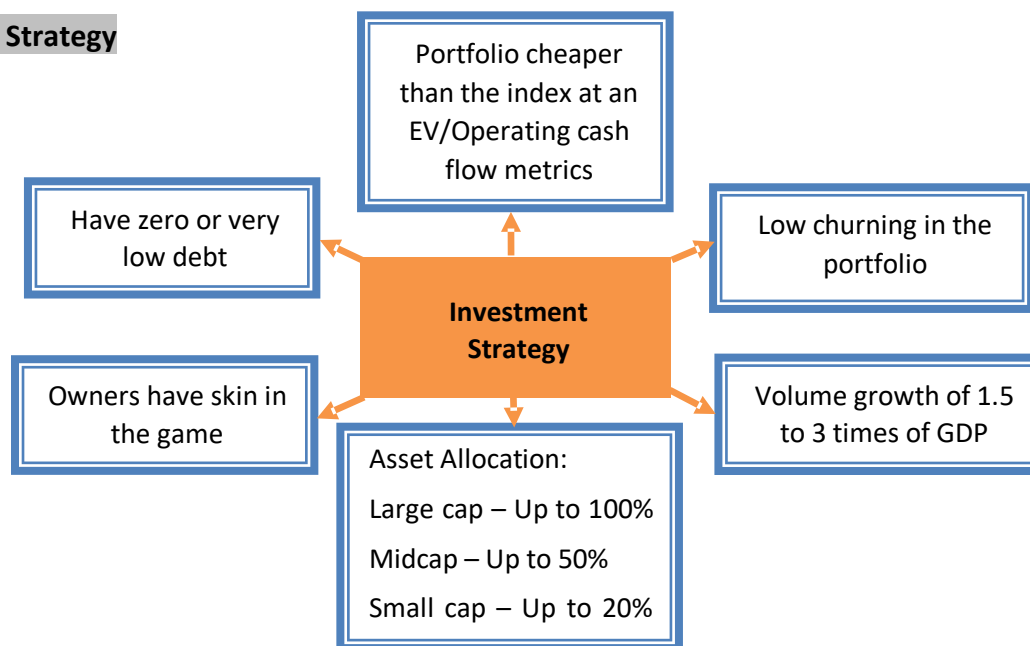 Strategy
Portfolio cheaper
than the index at an
EV/Operating cash
flow metrics
Have zero or very
low debt
Low churning in the
portfolio
Investment
Strategy
Owners have skin in
the game
Volume growth of 1.5
to 3 times of GDP
Asset Allocation:
Large cap – Up to 100%
Midcap – Up to 50%
Small cap – Up to 20%